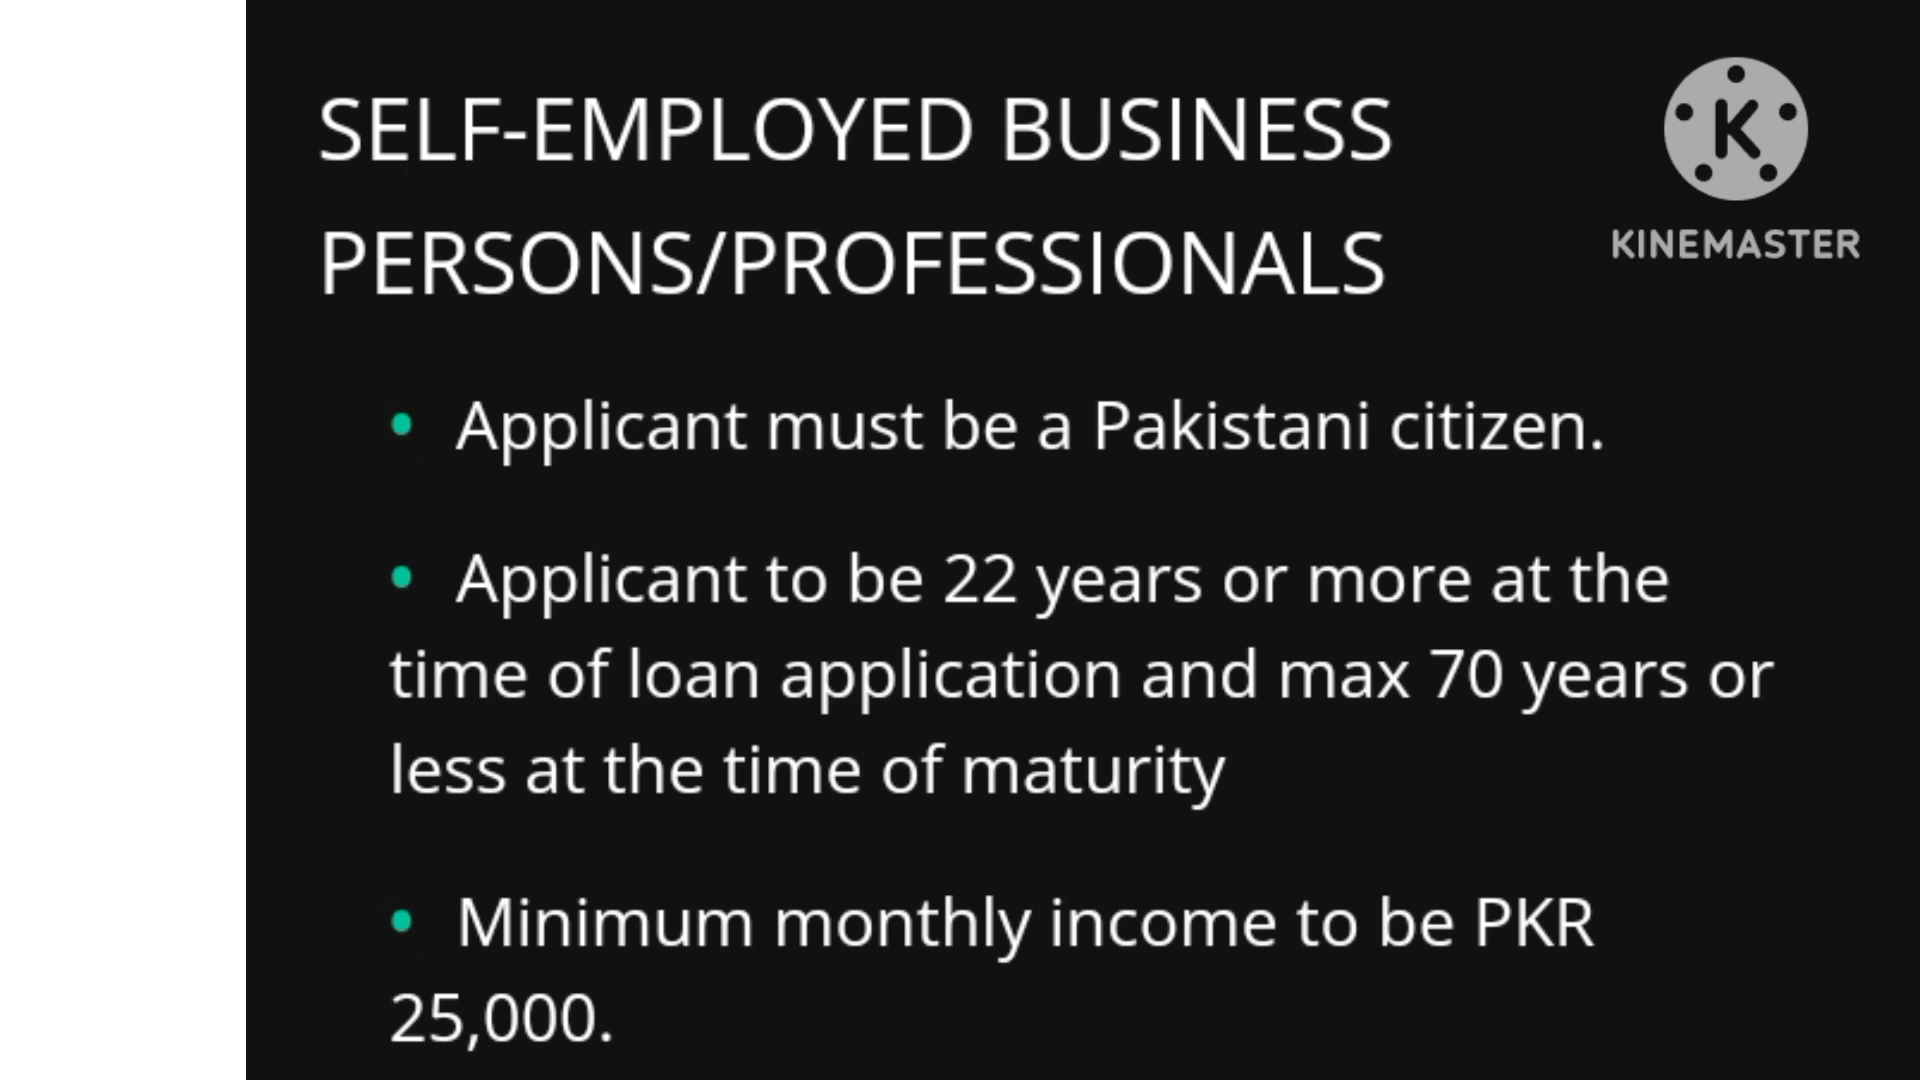 SELF-EMPLOYED BUSINESS
PERSONS/PROFESSIONALS
K
KINEMASTER
• Applicant must be a Pakistani citizen.
• Applicant to be 22 years or more at the
time of loan application and max 70 years or
less at the time of maturity
• Minimum monthly income to be PKR
25,000.